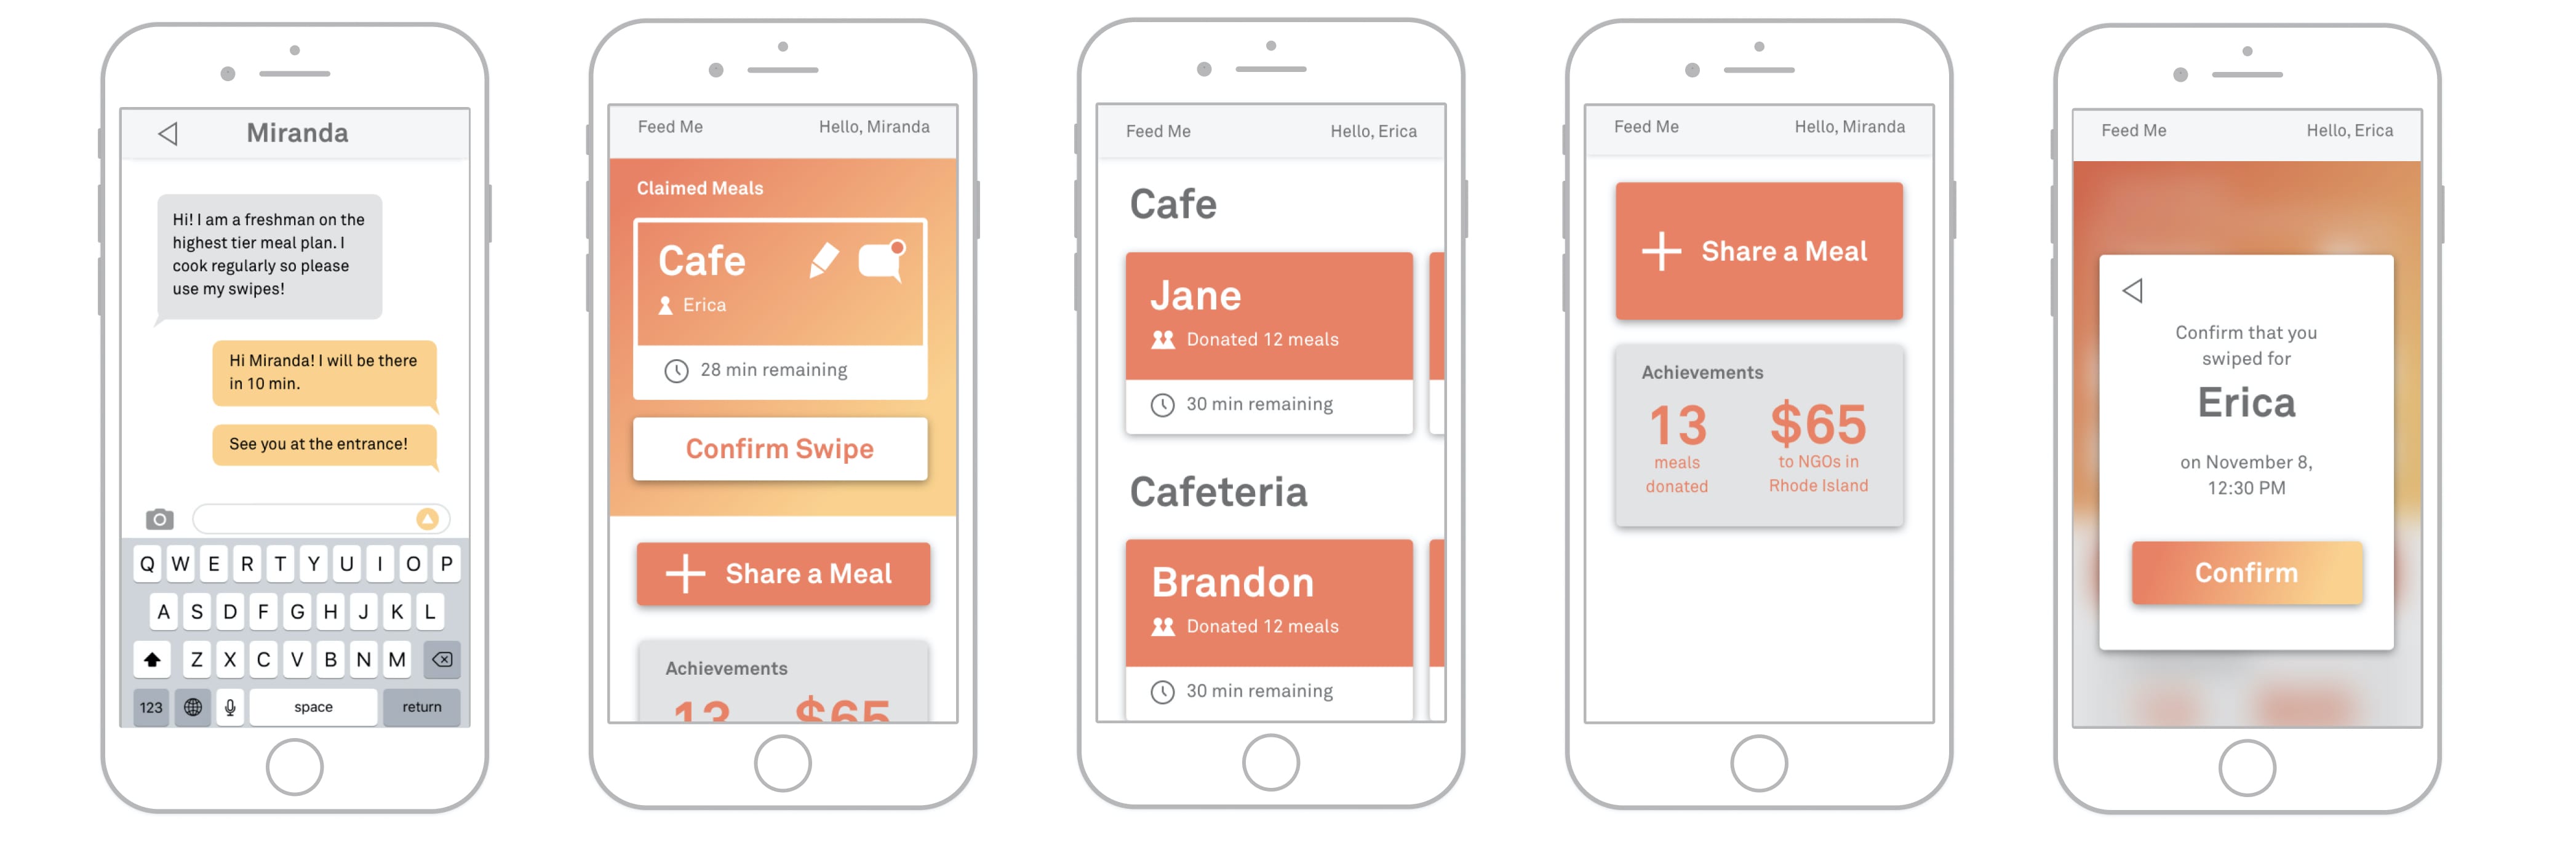 Miranda
Hi! I am a freshman on the
highest tier meal plan. I
cook regularly so please
use my swipes!
Hi Miranda! I will be there
in 10 min.
See you at the entrance!
Q W E R T Y U I O P
A S D F G H J K L
Z X C V B N M
123 space return
Feed Me Hello, Miranda
Claimed Meals
Cafe
Erica
28 min remaining
Confirm Swipe
+ Share a Meal
Achievements
13 $65
Feed Me Hello, Erica
Cafe
Jane
Donated 12 meals
30 min remaining
Cafeteria
Brandon
Donated 12 meals
30 min remaining
Feed Me Hello, Miranda
+ Share a Meal
Achievements
13 $65
meals to NGOs in
donated Rhode Island
Feed Me Hello, Erica
Confirm that you
swiped for
Erica
on November 8,
12:30 PM
Confirm